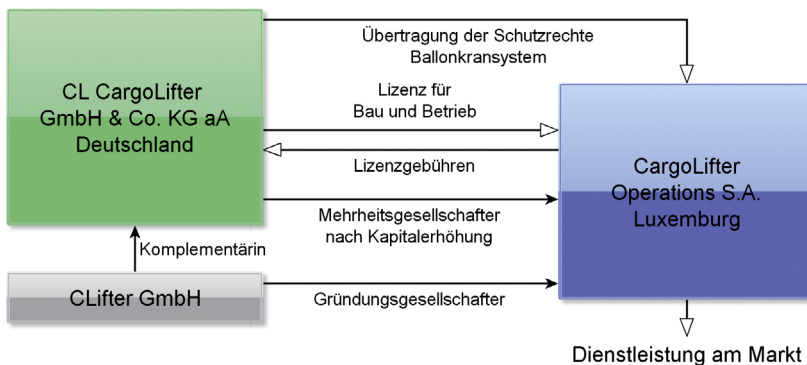 Übertragung der Schutzrechte
Ballonkransystem
CL CargoLifter
GmbH & Co. KG aA
Deutschland
Lizenz für
Bau und Betrieb
Lizenzgebühren
CargoLifter
Operations S.A.
Luxemburg
Mehrheitsgesellschafter
nach Kapitalerhöhung
Komplementärin
CLifter GmbH
Gründungsgesellschafter
Dienstleistung am Markt